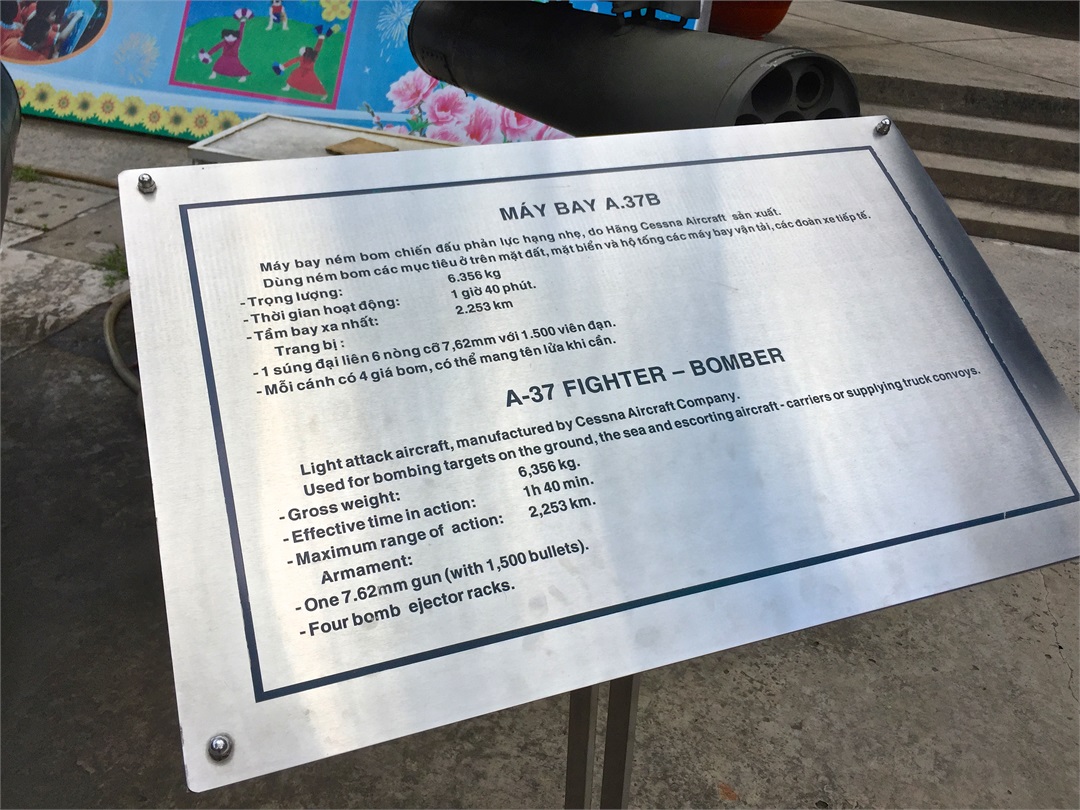 MÁY BAY A.37B
Máy bay ném bom chiến đấu phản lực hạng nhẹ, do Hãng Cessna Aircraft sản xuất.
Dùng ném bom các mục tiêu ở trên mặt đất, mặt biển và hộ tống các máy bay vận tải, các đoàn xe tiếp tế.
- Trọng lượng: 6.356 kg
- Thời gian hoạt động: 1 giờ 40 phút.
- Tầm bay xa nhất: 2.253 km
Trang bị :
- 1 súng đại liên 6 nòng cỡ 7,62mm với 1.500 viên đạn.
- Mỗi cánh có 4 giá bom, có thể mang tên lửa khi cần.
A-37 FIGHTER – BOMBER
Light attack aircraft, manufactured by Cessna Aircraft Company.
Used for bombing targets on the ground, the sea and escorting aircraft - carriers or supplying truck convoys.
- Gross weight: 6,356 kg.
- Effective time in action: 1h 40 min.
- Maximum range of action: 2,253 km.
Armament:
- One 7.62mm gun (with 1,500 bullets).
- Four bomb ejector racks.